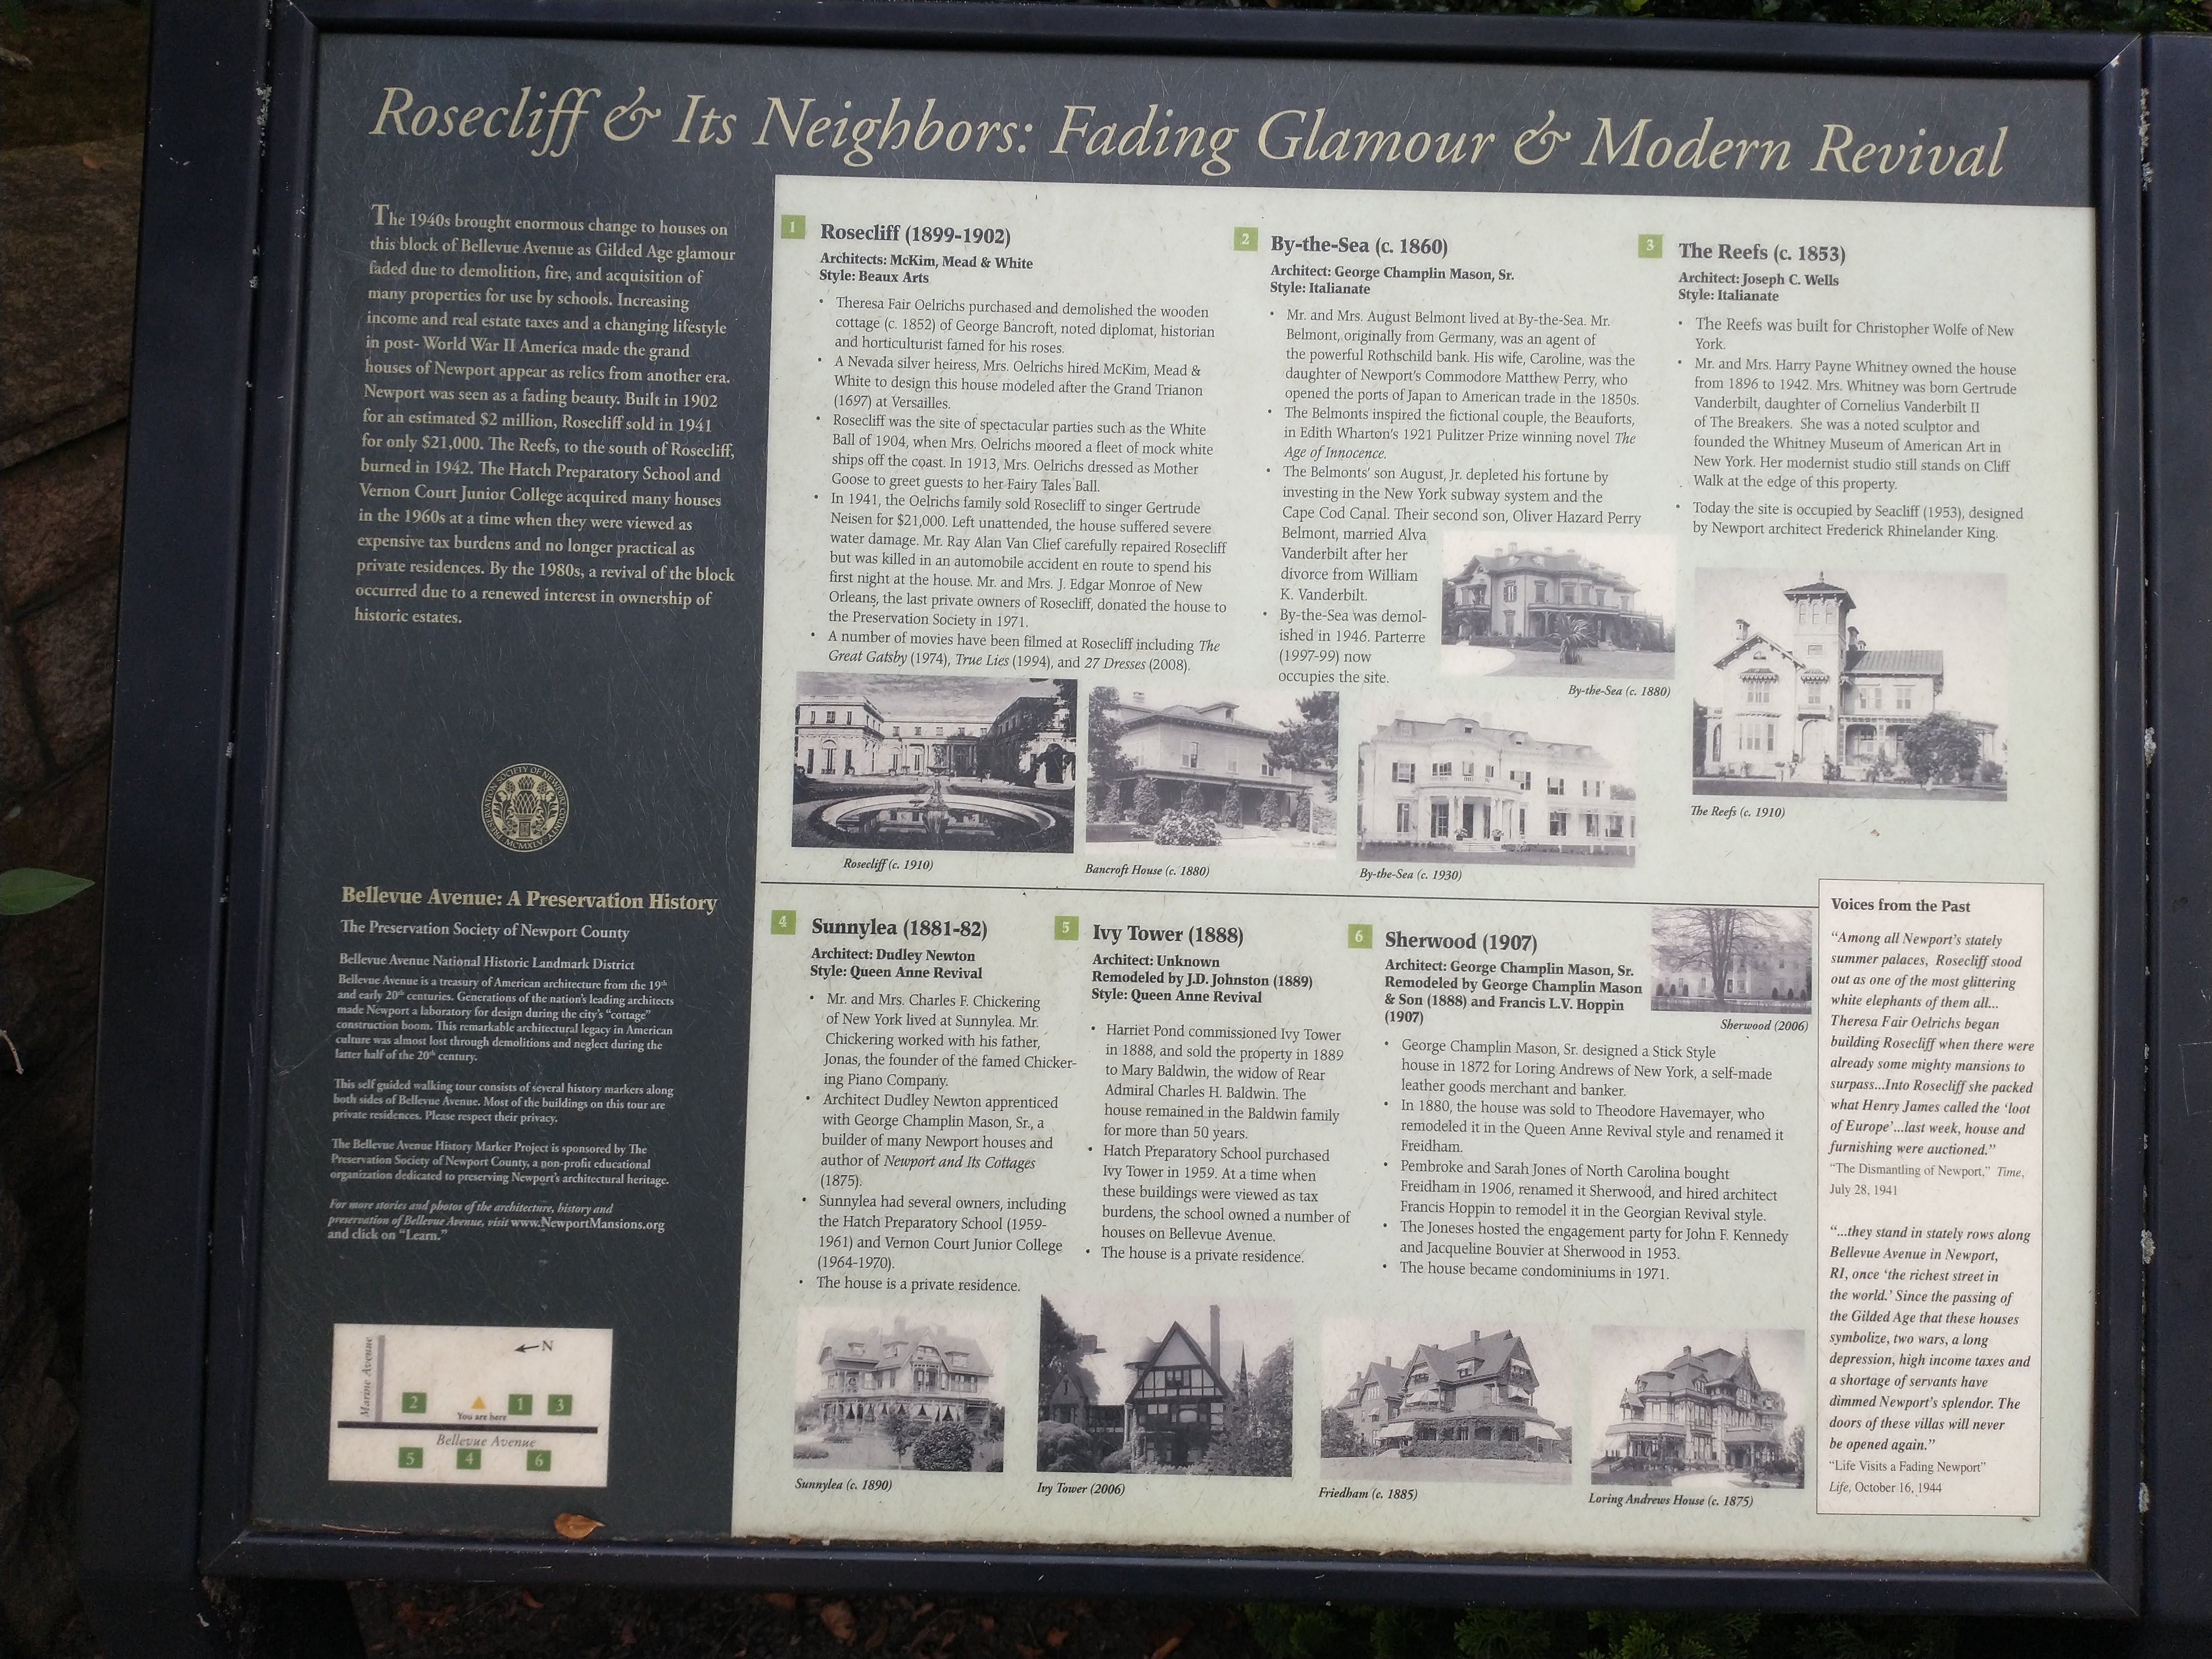 Rosecliff & Its Neighbors: Fading Glamour & Modern Revival
The 1940s brought enormous change to houses on
this block of Bellevue Avenue as Gilded Age glamour
faded due to demolition, fire, and acquisition of
many properties for use by schools. Increasing
income and real estate taxes and a changing lifestyle
in post- World War II America made the grand
houses of Newport appear as relics from another era.
Newport was seen as a fading beauty. Built in 1902
for an estimated $2 million, Rosecliff sold in 1941
for only $21,000. The Reefs, to the south of Rosecliff,
burned in 1942. The Hatch Preparatory School and
Vernon Court Junior College acquired many houses
in the 1960s at a time when they were viewed as
expensive tax burdens and no longer practical as
private residences. By the 1980s, a revival of the block
occurred due to a renewed interest in ownership of
historic estates.
PRESERVATION SOCIETY OF NEWPORT COUNTY
MCMXLV
Bellevue Avenue: A Preservation History
The Preservation Society of Newport County
Bellevue Avenue National Historic Landmark District
Bellevue Avenue is a treasury of American architecture from the 19th
and early 20th centuries. Generations of the nation's leading architects
made Newport a laboratory for design during the city's "cottage"
construction boom. This remarkable architectural legacy in American
culture was almost lost through demolitions and neglect during the
latter half of the 20th century.
This self guided walking tour consists of several history markers along
both sides of Bellevue Avenue. Most of the buildings on this tour are
private residences. Please respect their privacy.
The Bellevue Avenue History Marker Project is sponsored by The
Preservation Society of Newport County, a non-profit educational
organization dedicated to preserving Newport's architectural heritage.
For more stories and photos of the architecture, history and
preservation of Bellevue Avenue, visit www.NewportMansions.org
and click on "Learn."
Marine Avenue
N
2
1
3
You are here
Bellevue Avenue
5
4
6
1
Rosecliff (1899-1902)
Architects: McKim, Mead & White
Style: Beaux Arts
• Theresa Fair Oelrichs purchased and demolished the wooden
cottage (c. 1852) of George Bancroft, noted diplomat, historian
and horticulturist famed for his roses.
• A Nevada silver heiress, Mrs. Oelrichs hired McKim, Mead &
White to design this house modeled after the Grand Trianon
(1697) at Versailles.
• Rosecliff was the site of spectacular parties such as the White
Ball of 1904, when Mrs. Oelrichs moored a fleet of mock white
ships off the coast. In 1913, Mrs. Oelrichs dressed as Mother
Goose to greet guests to her Fairy Tales Ball.
• In 1941, the Oelrichs family sold Rosecliff to singer Gertrude
Neisen for $21,000. Left unattended, the house suffered severe
water damage. Mr. Ray Alan Van Clief carefully repaired Rosecliff
but was killed in an automobile accident en route to spend his
first night at the house. Mr. and Mrs. J. Edgar Monroe of New
Orleans, the last private owners of Rosecliff, donated the house to
the Preservation Society in 1971.
• A number of movies have been filmed at Rosecliff including The
Great Gatsby (1974), True Lies (1994), and 27 Dresses (2008).
Rosecliff (c. 1910)
Bancroft House (c. 1880)
2
By-the-Sea (c. 1860)
Architect: George Champlin Mason, Sr.
Style: Italianate
• Mr. and Mrs. August Belmont lived at By-the-Sea. Mr.
Belmont, originally from Germany, was an agent of
the powerful Rothschild bank. His wife, Caroline, was the
daughter of Newport's Commodore Matthew Perry, who
opened the ports of Japan to American trade in the 1850s.
• The Belmonts inspired the fictional couple, the Beauforts,
in Edith Wharton's 1921 Pulitzer Prize winning novel The
Age of Innocence.
• The Belmonts' son August, Jr. depleted his fortune by
investing in the New York subway system and the
Cape Cod Canal. Their second son, Oliver Hazard Perry
Belmont, married Alva
Vanderbilt after her
divorce from William
K. Vanderbilt.
• By-the-Sea was demol-
ished in 1946. Parterre
(1997-99) now
occupies the site.
By-the-Sea (c. 1880)
By-the-Sea (c. 1930)
3
The Reefs (c. 1853)
Architect: Joseph C. Wells
Style: Italianate
• The Reefs was built for Christopher Wolfe of New
York.
• Mr. and Mrs. Harry Payne Whitney owned the house
from 1896 to 1942. Mrs. Whitney was born Gertrude
Vanderbilt, daughter of Cornelius Vanderbilt II
of The Breakers. She was a noted sculptor and
founded the Whitney Museum of American Art in
New York. Her modernist studio still stands on Cliff
Walk at the edge of this property.
• Today the site is occupied by Seacliff (1953), designed
by Newport architect Frederick Rhinelander King.
The Reefs (c. 1910)
4
Sunnylea (1881-82)
Architect: Dudley Newton
Style: Queen Anne Revival
• Mr. and Mrs. Charles F. Chickering
of New York lived at Sunnylea. Mr.
Chickering worked with his father,
Jonas, the founder of the famed Chicker-
ing Piano Company.
• Architect Dudley Newton apprenticed
with George Champlin Mason, Sr., a
builder of many Newport houses and
author of Newport and Its Cottages
(1875).
• Sunnylea had several owners, including
the Hatch Preparatory School (1959-
1961) and Vernon Court Junior College
(1964-1970).
• The house is a private residence.
Sunnylea (c. 1890)
5
Ivy Tower (1888)
Architect: Unknown
Remodeled by J.D. Johnston (1889)
Style: Queen Anne Revival
• Harriet Pond commissioned Ivy Tower
in 1888, and sold the property in 1889
to Mary Baldwin, the widow of Rear
Admiral Charles H. Baldwin. The
house remained in the Baldwin family
for more than 50 years.
• Hatch Preparatory School purchased
Ivy Tower in 1959. At a time when
these buildings were viewed as tax
burdens, the school owned a number of
houses on Bellevue Avenue.
• The house is a private residence.
Ivy Tower (2006)
6
Sherwood (1907)
Architect: George Champlin Mason, Sr.
Remodeled by George Champlin Mason
& Son (1888) and Francis L.V. Hoppin
(1907)
Sherwood (2006)
• George Champlin Mason, Sr. designed a Stick Style
house in 1872 for Loring Andrews of New York, a self-made
leather goods merchant and banker.
• In 1880, the house was sold to Theodore Havemayer, who
remodeled it in the Queen Anne Revival style and renamed it
Freidham.
• Pembroke and Sarah Jones of North Carolina bought
Freidham in 1906, renamed it Sherwood, and hired architect
Francis Hoppin to remodel it in the Georgian Revival style.
• The Joneses hosted the engagement party for John F. Kennedy
and Jacqueline Bouvier at Sherwood in 1953.
• The house became condominiums in 1971.
Friedham (c. 1885)
Loring Andrews House (c. 1875)
Voices from the Past
"Among all Newport's stately
summer palaces, Rosecliff stood
out as one of the most glittering
white elephants of them all...
Theresa Fair Oelrichs began
building Rosecliff when there were
already some mighty mansions to
surpass...Into Rosecliff she packed
what Henry James called the 'loot
of Europe'...last week, house and
furnishing were auctioned."
"The Dismantling of Newport," Time,
July 28, 1941
"...they stand in stately rows along
Bellevue Avenue in Newport,
RI, once 'the richest street in
the world.' Since the passing of
the Gilded Age that these houses
symbolize, two wars, a long
depression, high income taxes and
a shortage of servants have
dimmed Newport's splendor. The
doors of these villas will never
be opened again."
"Life Visits a Fading Newport"
Life, October 16, 1944